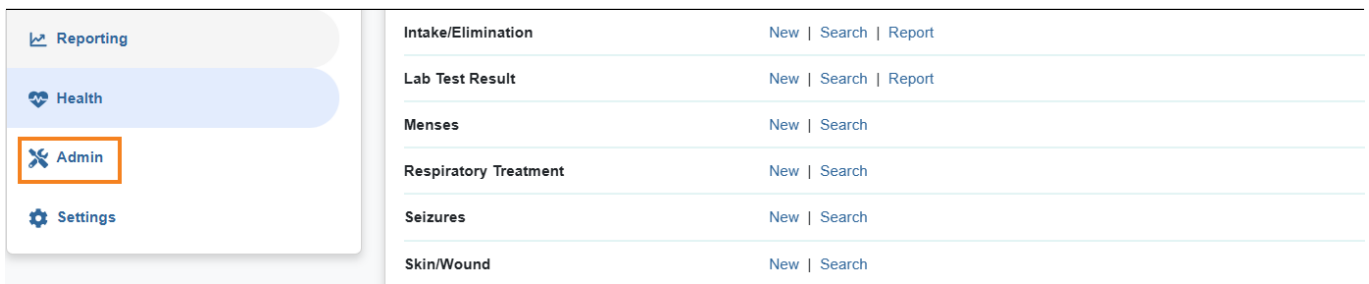 Reporting
Health
Admin
Settings
Intake/Elimination New | Search | Report
Lab Test Result New | Search | Report
Menses New | Search
Respiratory Treatment New | Search
Seizures New | Search
Skin/Wound New | Search